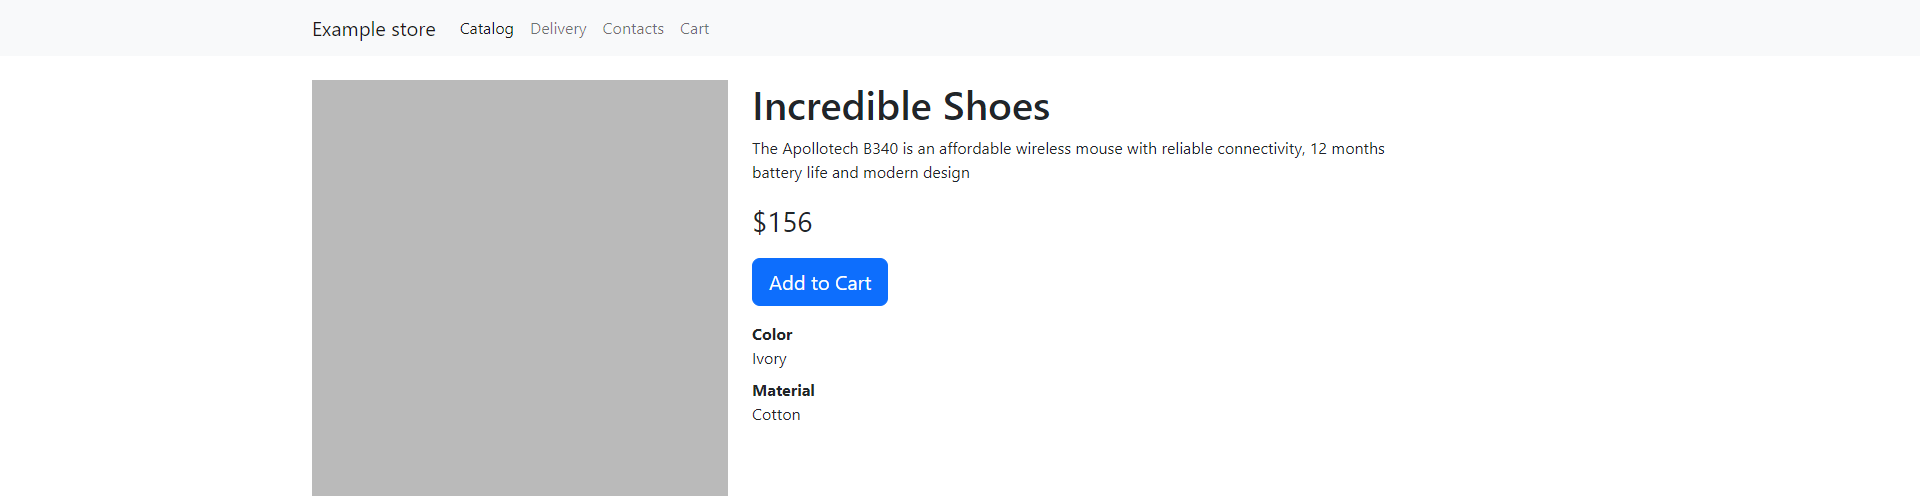 Example store Catalog Delivery Contacts Cart
Incredible Shoes
The Apollotech B340 is an affordable wireless mouse with reliable connectivity, 12 months
battery life and modern design
$156
Add to Cart
Color
Ivory
Material
Cotton